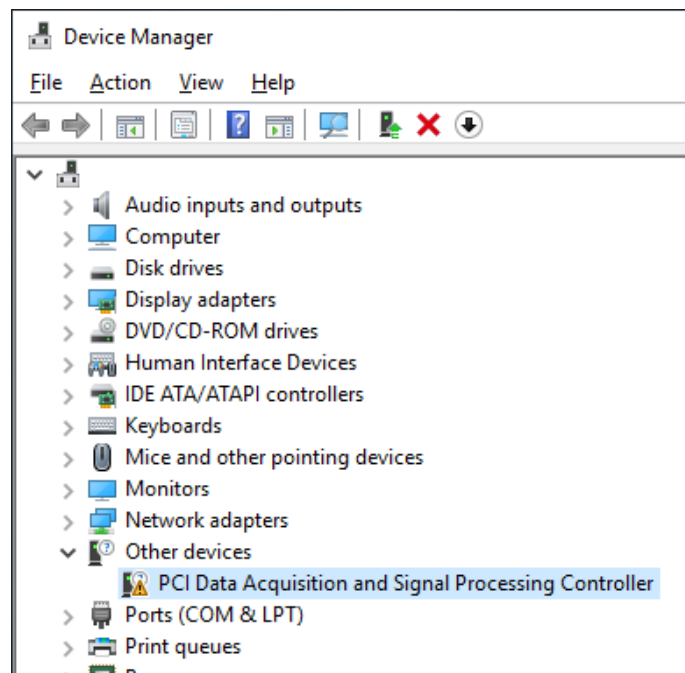 Device Manager
File Action View Help
Audio inputs and outputs
Computer
Disk drives
Display adapters
DVD/CD-ROM drives
Human Interface Devices
IDE ATA/ATAPI controllers
Keyboards
Mice and other pointing devices
Monitors
Network adapters
Other devices
PCI Data Acquisition and Signal Processing Controller
Ports (COM & LPT)
Print queues